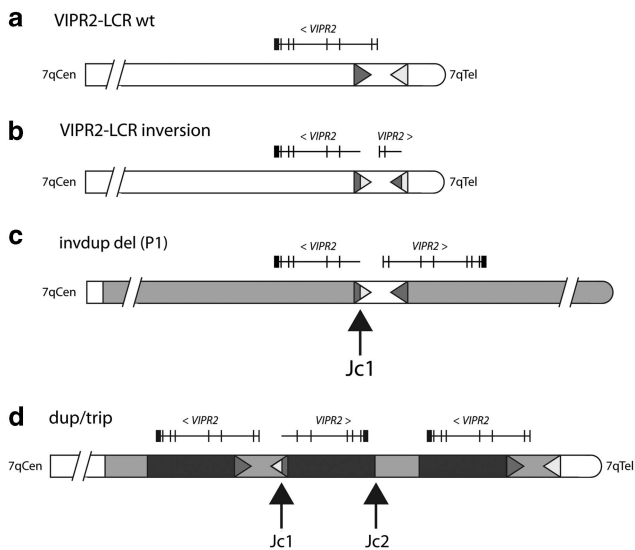 a VIPR2-LCR wt
< VIPR2
7qCen 7qTel
b VIPR2-LCR inversion
< VIPR2 VIPR2 >
7qCen 7qTel
c invdup del (P1)
< VIPR2 VIPR2 >
7qCen
Jc1
d dup/trip
< VIPR2 VIPR2 > < VIPR2
7qCen 7qTel
Jc1 Jc2